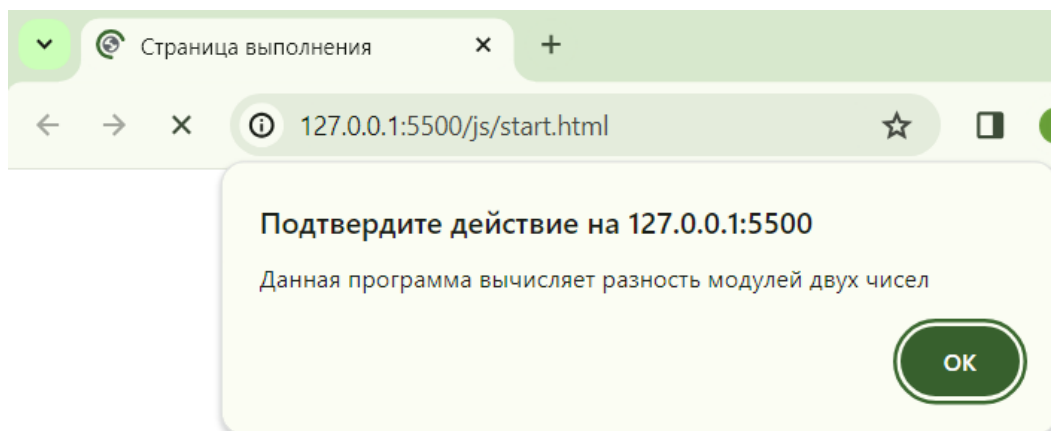 Страница выполнения
127.0.0.1:5500/js/start.html
Подтвердите действие на 127.0.0.1:5500
Данная программа вычисляет разность модулей двух чисел
ОК